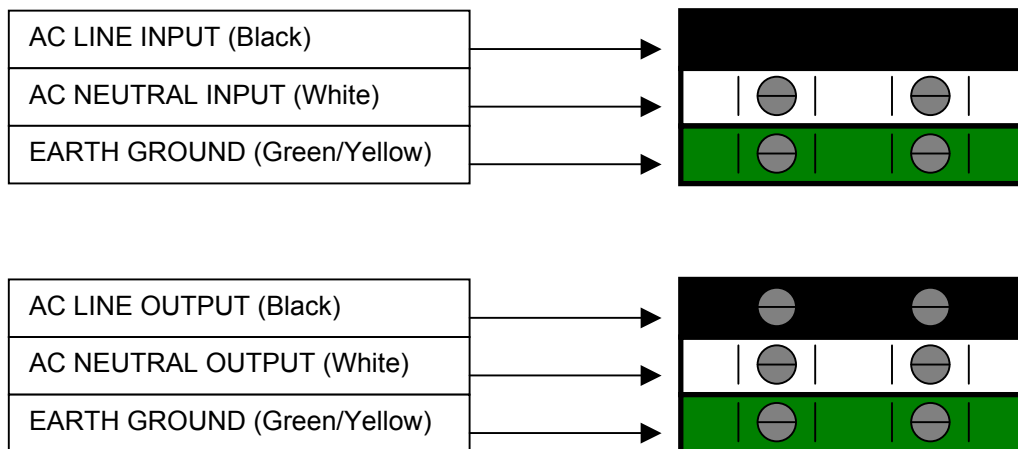 AC LINE INPUT (Black)
AC NEUTRAL INPUT (White)
EARTH GROUND (Green/Yellow)
AC LINE OUTPUT (Black)
AC NEUTRAL OUTPUT (White)
EARTH GROUND (Green/Yellow)